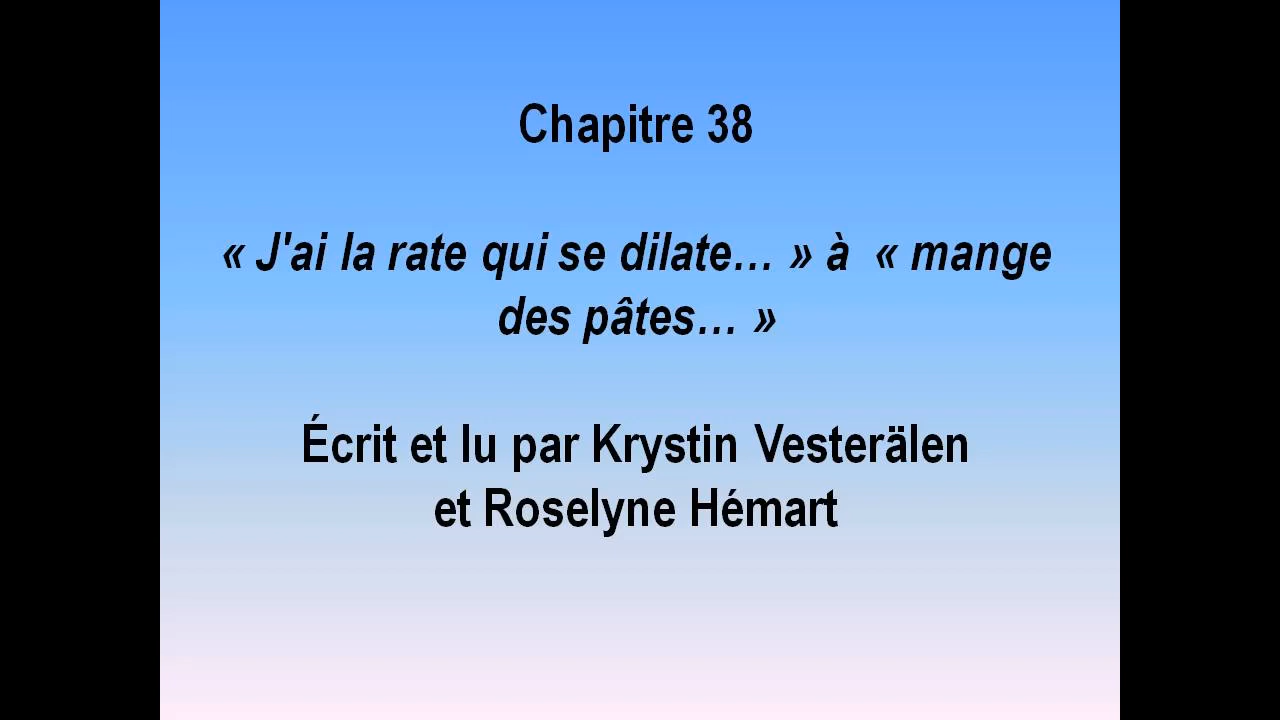 Chapitre 38
« J'ai la rate qui se dilate… » à « mange
des pâtes… »
Écrit et lu par Krystin Vesterälen
et Roselyne Hémart